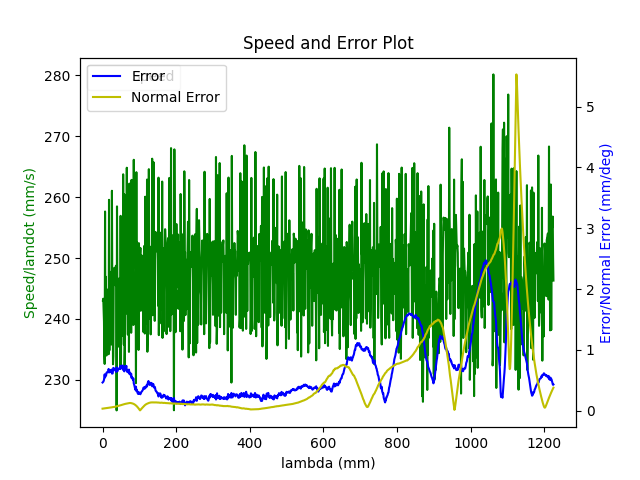 Speed and Error Plot
Error
Normal Error
280
270
260
250
240
230
Speed/lamdot (mm/s)
5
4
3
2
1
0
Error/Normal Error (mm/deg)
0 200 400 600 800 1000 1200
lambda (mm)